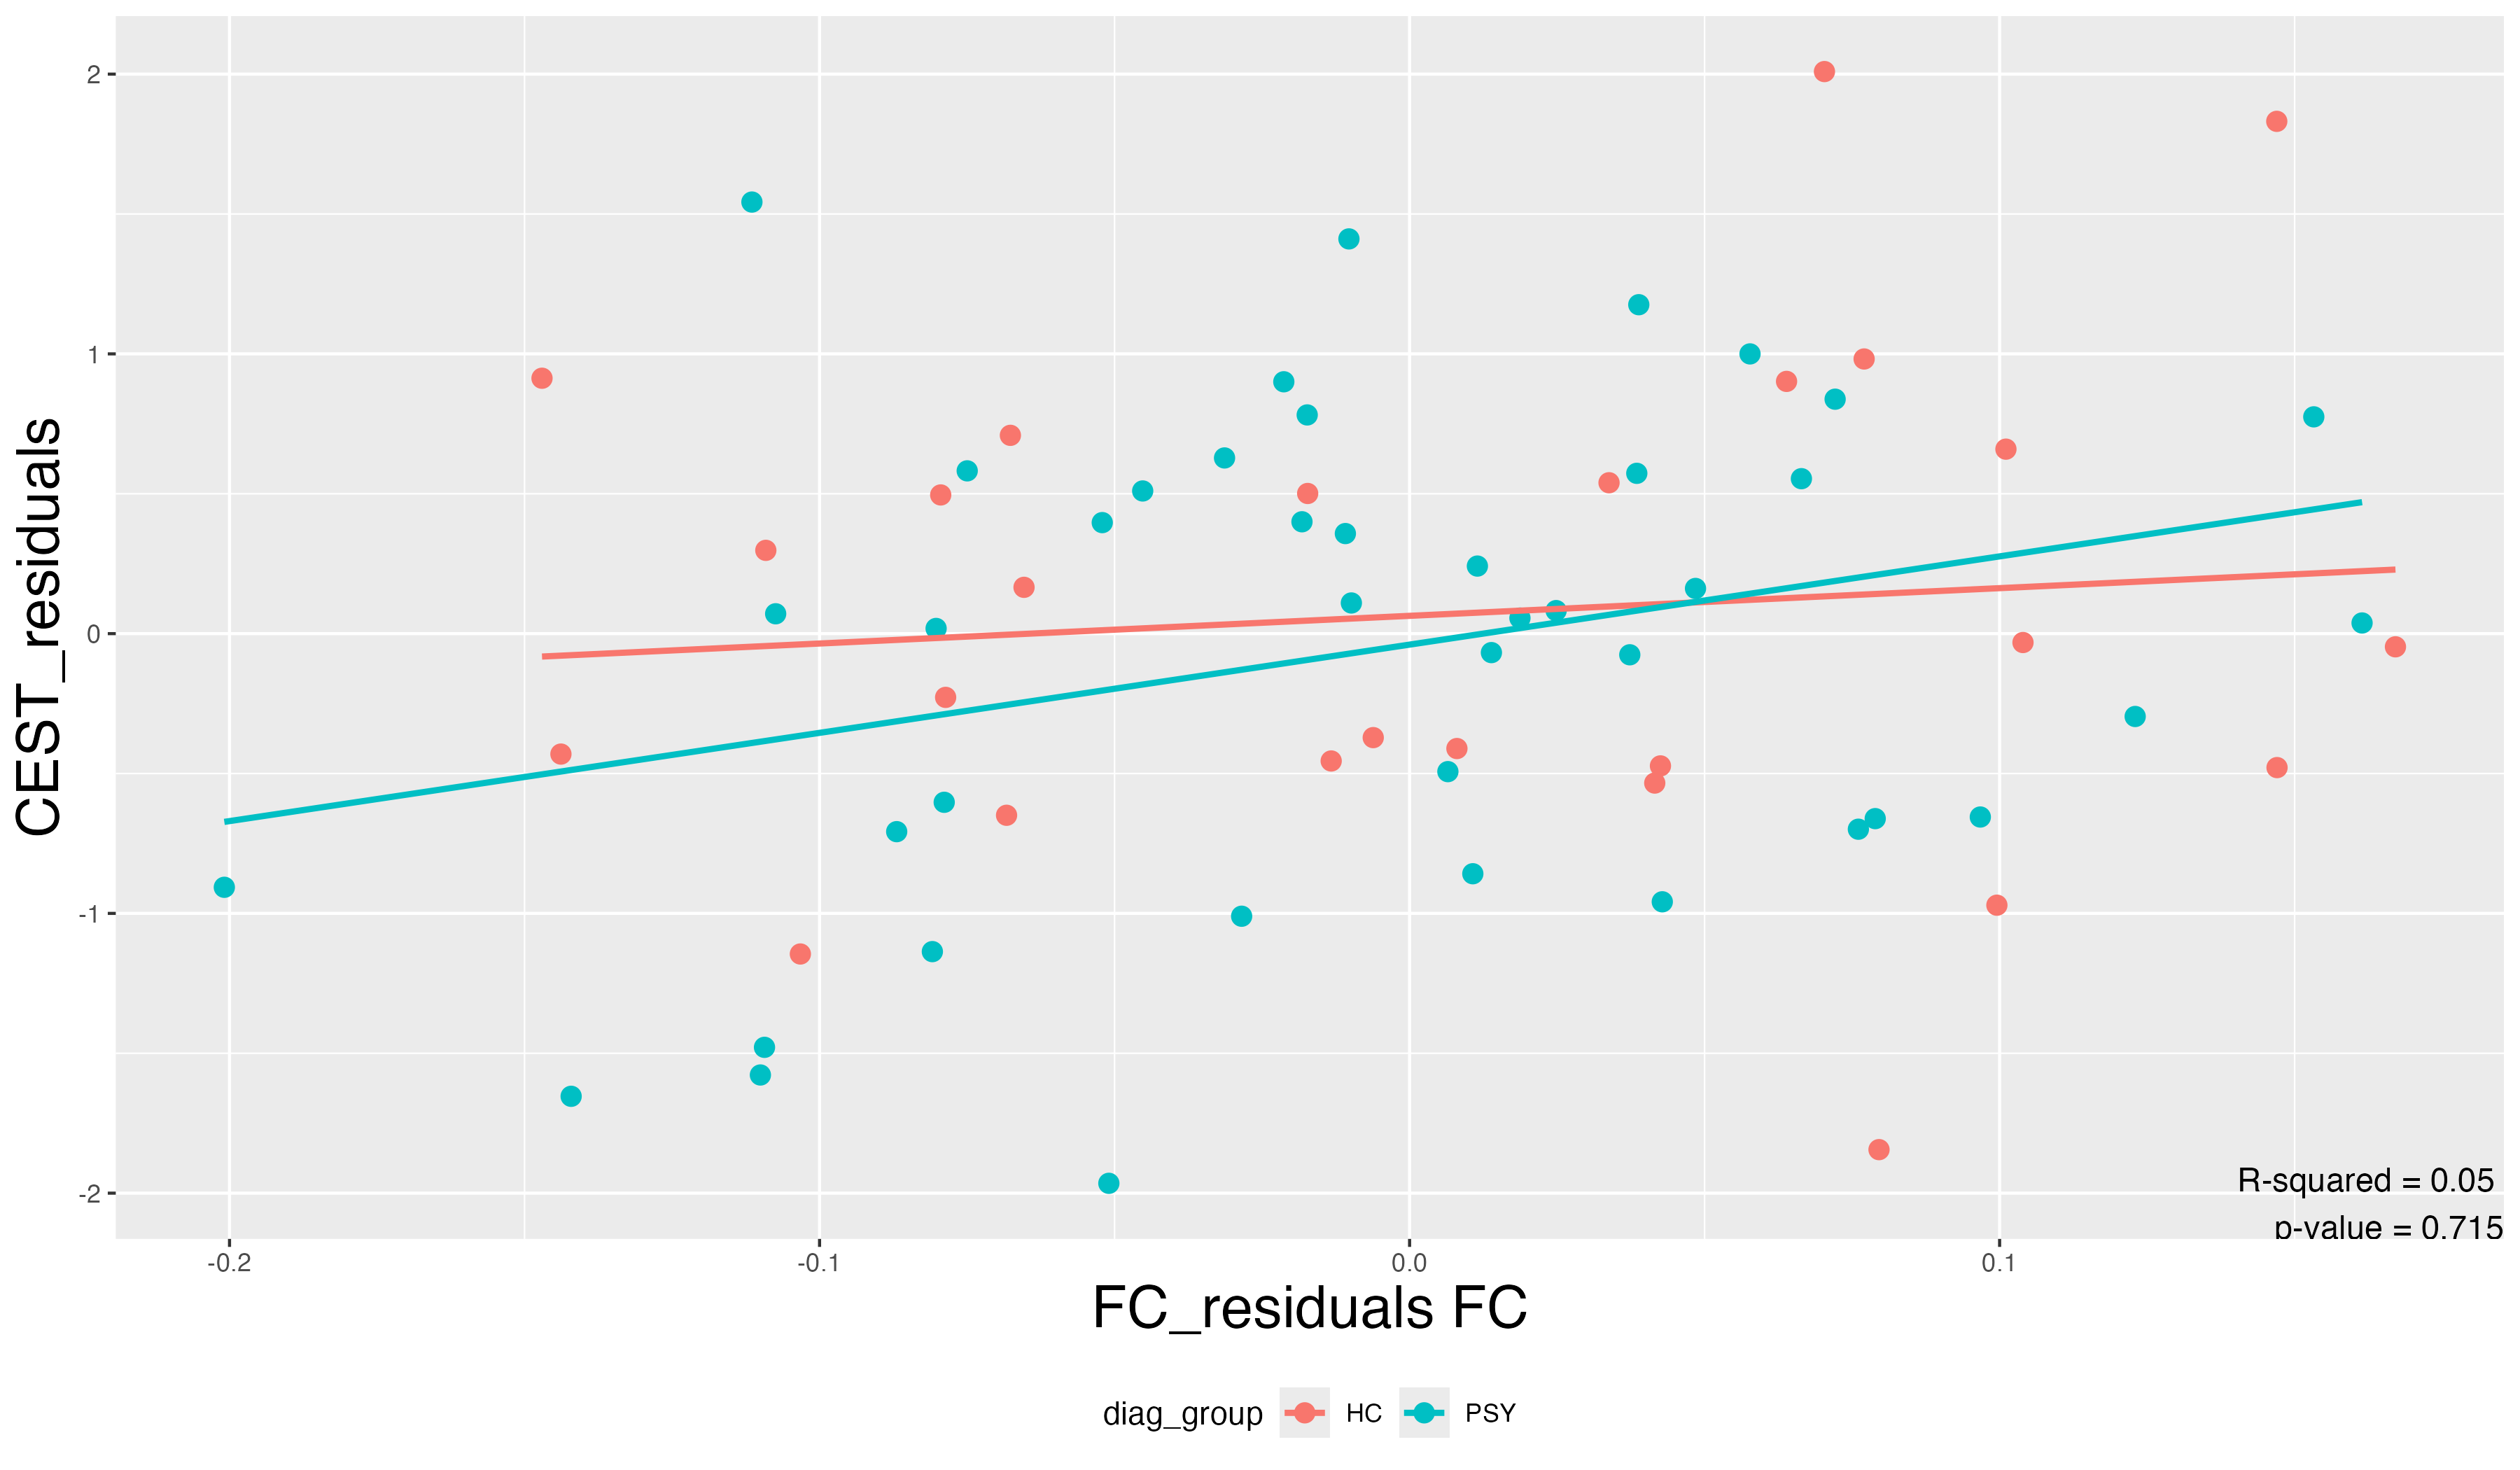 CEST_residuals
2
1
0
-1
-2
R-squared = 0.05
p-value = 0.715
-0.2 -0.1 0.0 0.1
FC_residuals FC
diag_group HC PSY